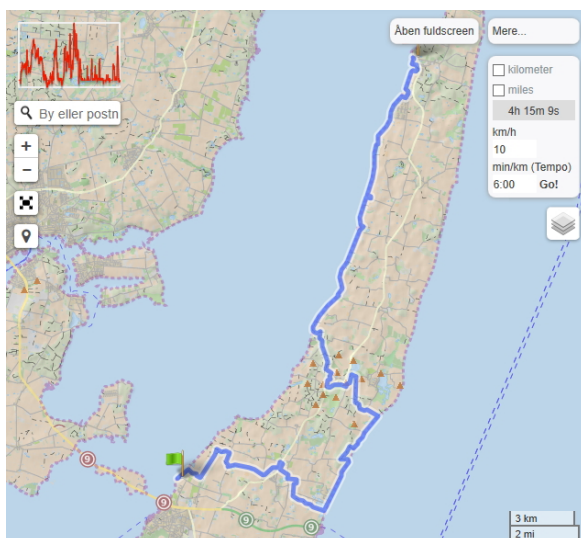 Åben fuldscreen
Mere...
By eller postn
kilometer
miles
4h 15m 9s
km/h
10
min/km (Tempo)
6:00 Go!
+
−
9
9
9
9
3 km
2 mi